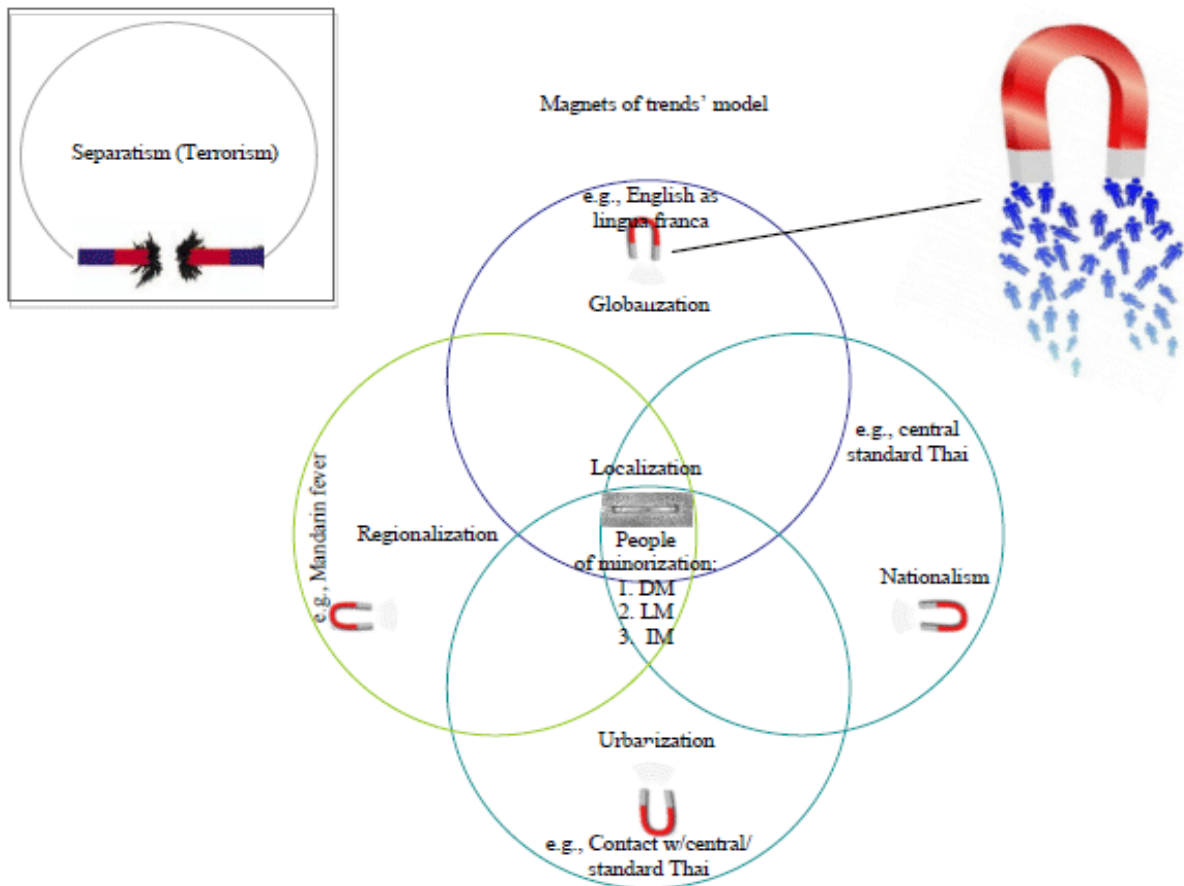 Separatism (Terrorism)
Magnets of trends’ model
e.g., English as
lingua franca
Globalization
e.g., central
standard Thai
Localization
e.g., Mandarin fever
Regionalization
People
of minorization:
1. DM
2. LM
3. IM
Nationalism
Urbanization
e.g., Contact w/central/
standard Thai